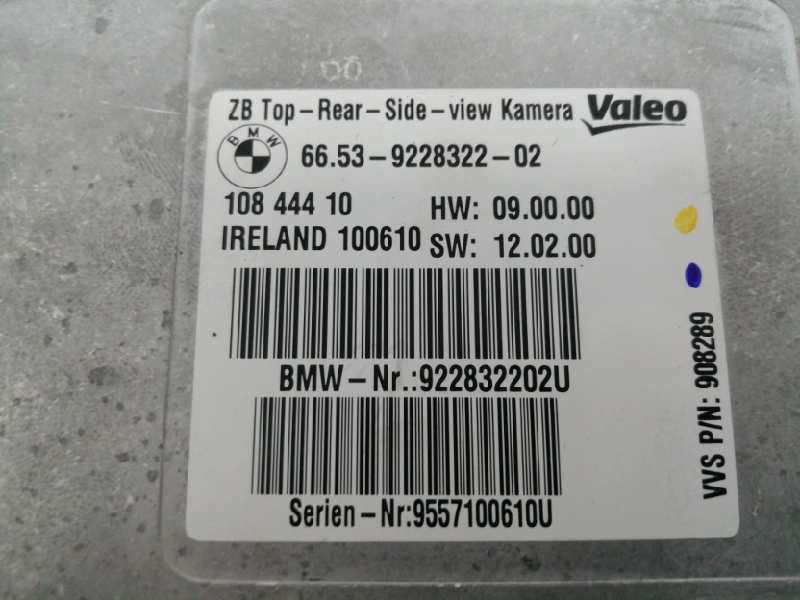 00
ZB Top-Rear-Side-view Kamera Valeo
BMW
66.53-9228322-02
108 444 10 HW: 09.00.00
IRELAND 100610 SW: 12.02.00
BMW-Nr.:922832202U
Serien-Nr:9557100610U
VVS P/N: 908289